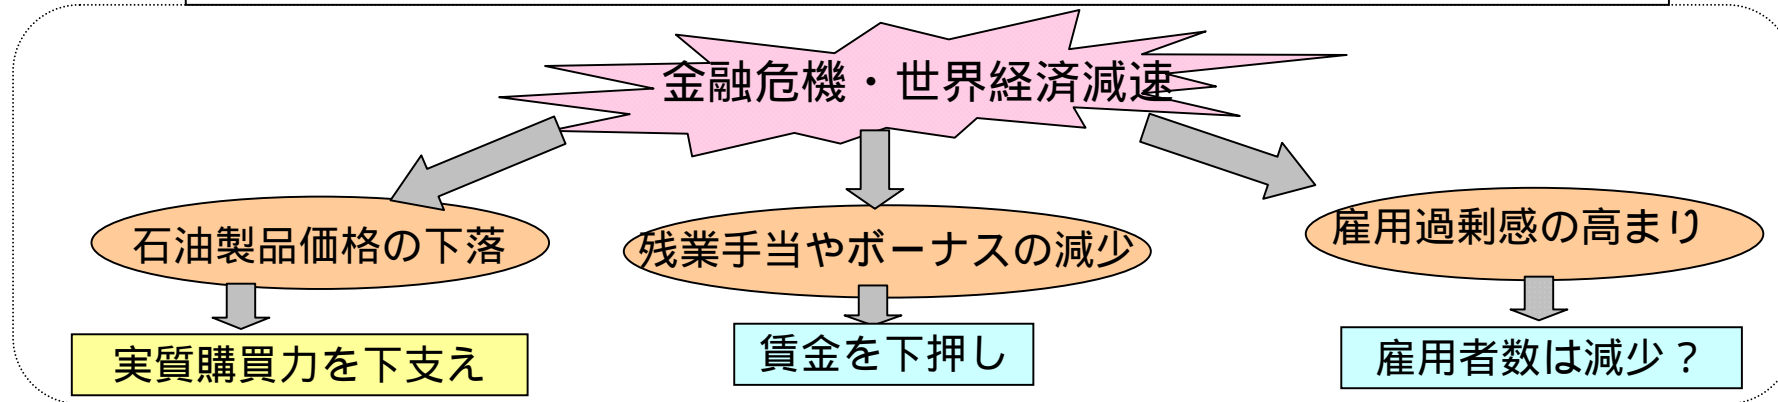 金融危機・世界経済減速
石油製品価格の下落
残業手当やボーナスの減少
雇用過剰感の高まり
実質購買力を下支え
賃金を下押し
雇用者数は減少？